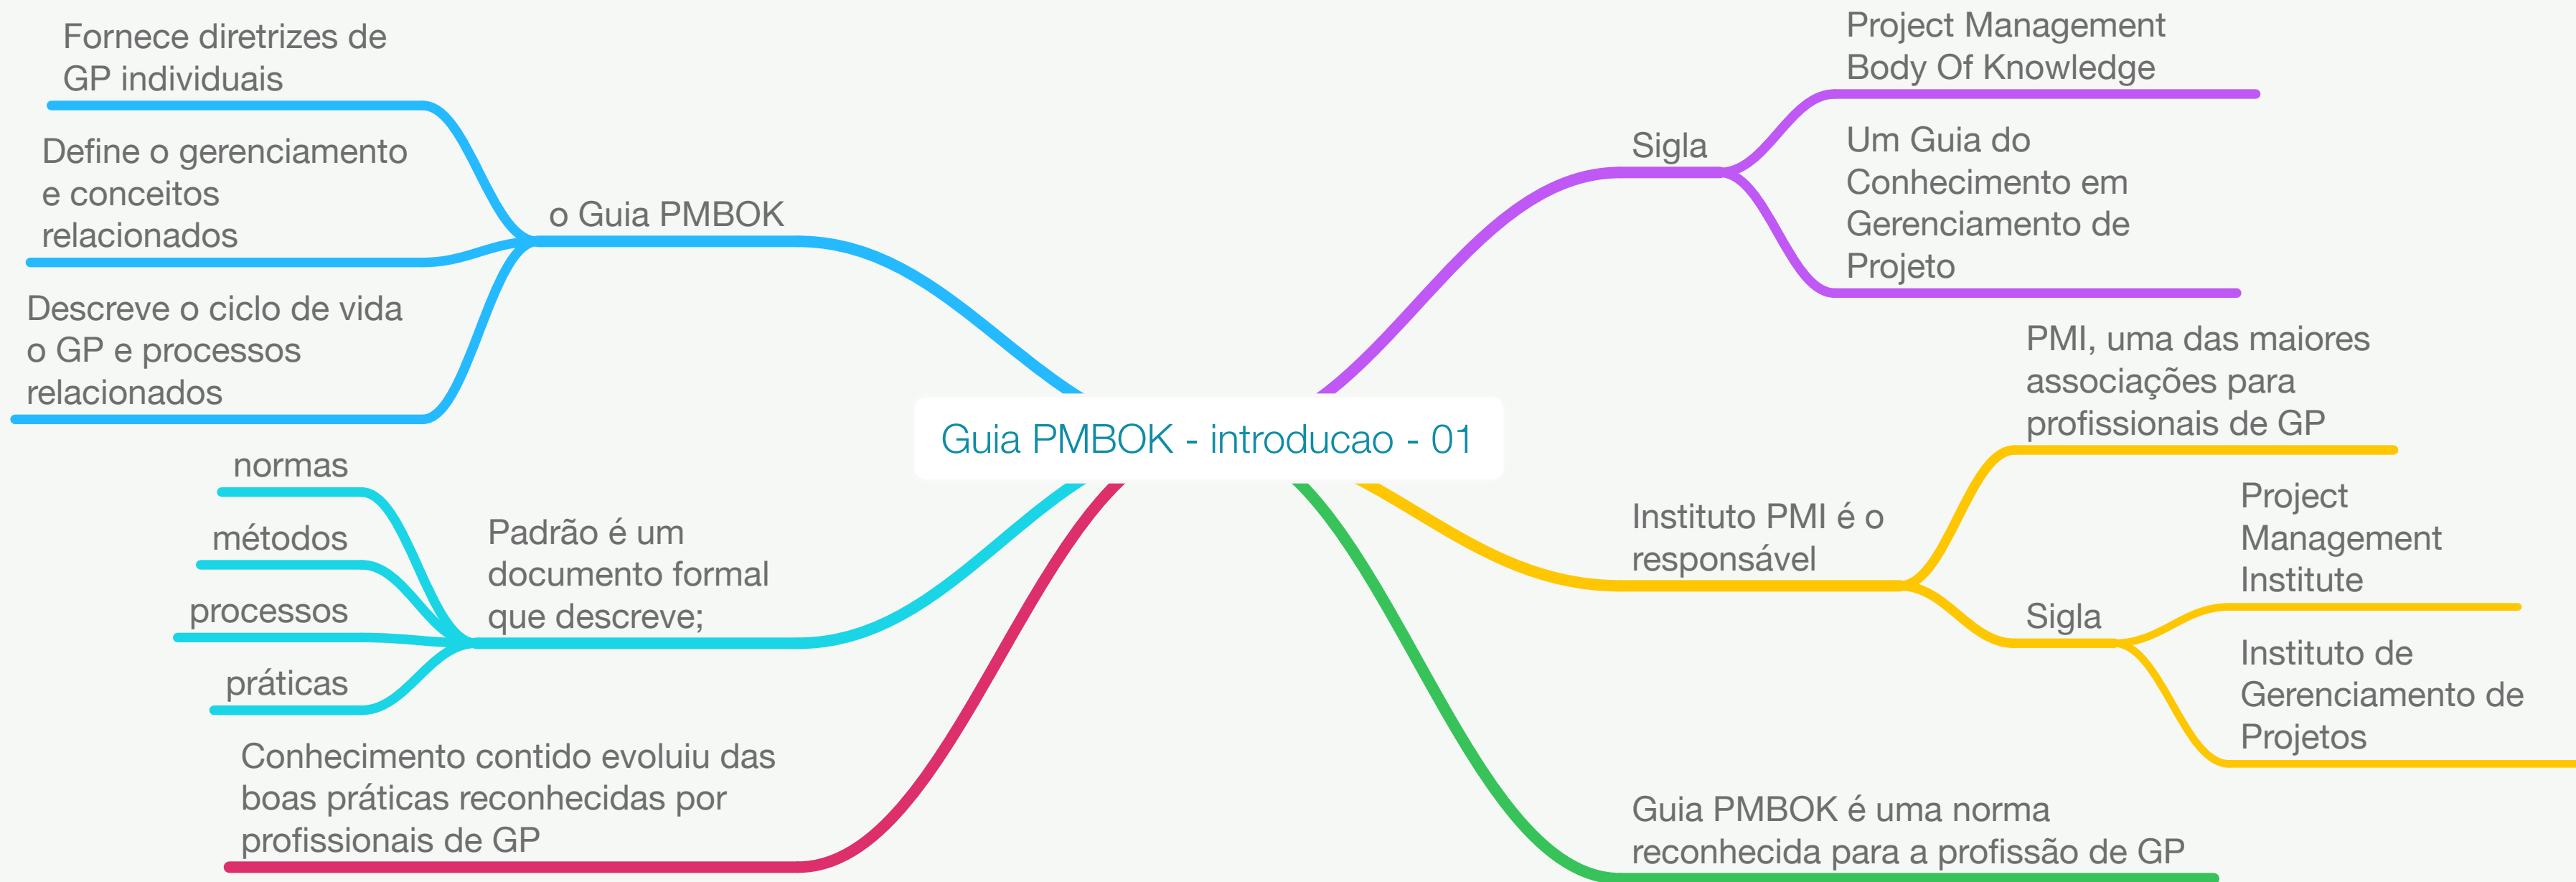 Guia PMBOK - introducao - 01
Sigla
Project Management
Body Of Knowledge
Um Guia do
Conhecimento em
Gerenciamento de
Projeto
Instituto PMI é o
responsável
PMI, uma das maiores
associações para
profissionais de GP
Sigla
Project
Management
Institute
Instituto de
Gerenciamento de
Projetos
Guia PMBOK é uma norma
reconhecida para a profissão de GP
o Guia PMBOK
Fornece diretrizes de
GP individuais
Define o gerenciamento
e conceitos
relacionados
Descreve o ciclo de vida
o GP e processos
relacionados
Padrão é um
documento formal
que descreve;
normas
métodos
processos
práticas
Conhecimento contido evoluiu das
boas práticas reconhecidas por
profissionais de GP